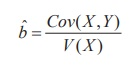 b̂ = Cov(X,Y) / V(X)